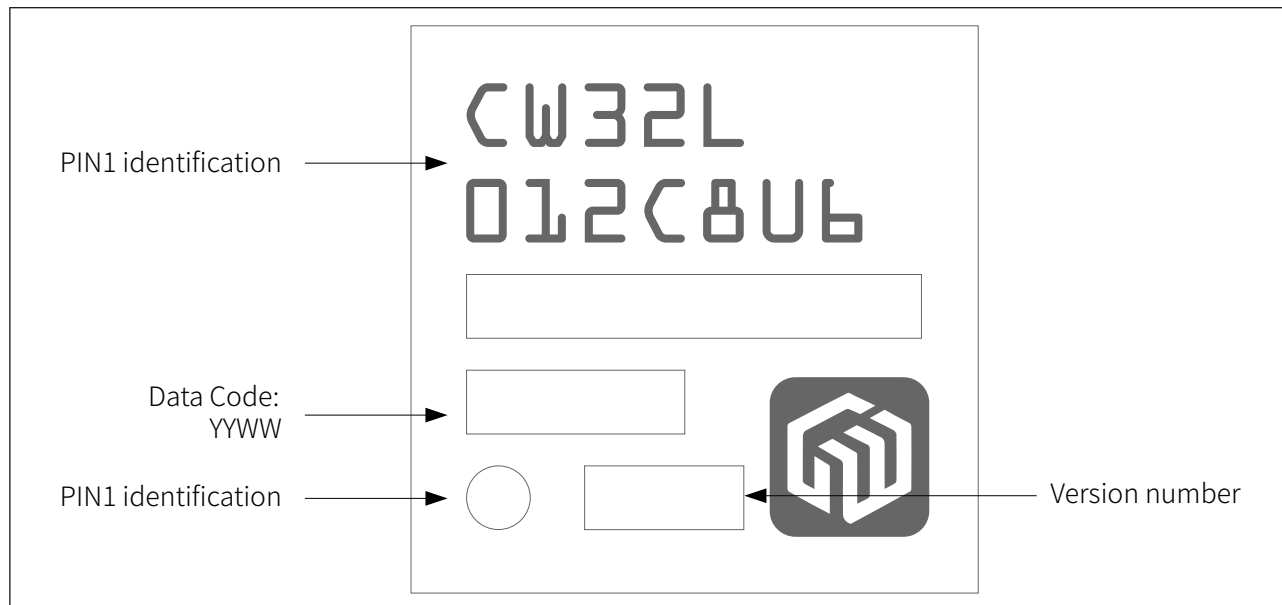 CW32L
PIN1 identification
012C8U6
Data Code:
YYWW
PIN1 identification
Version number